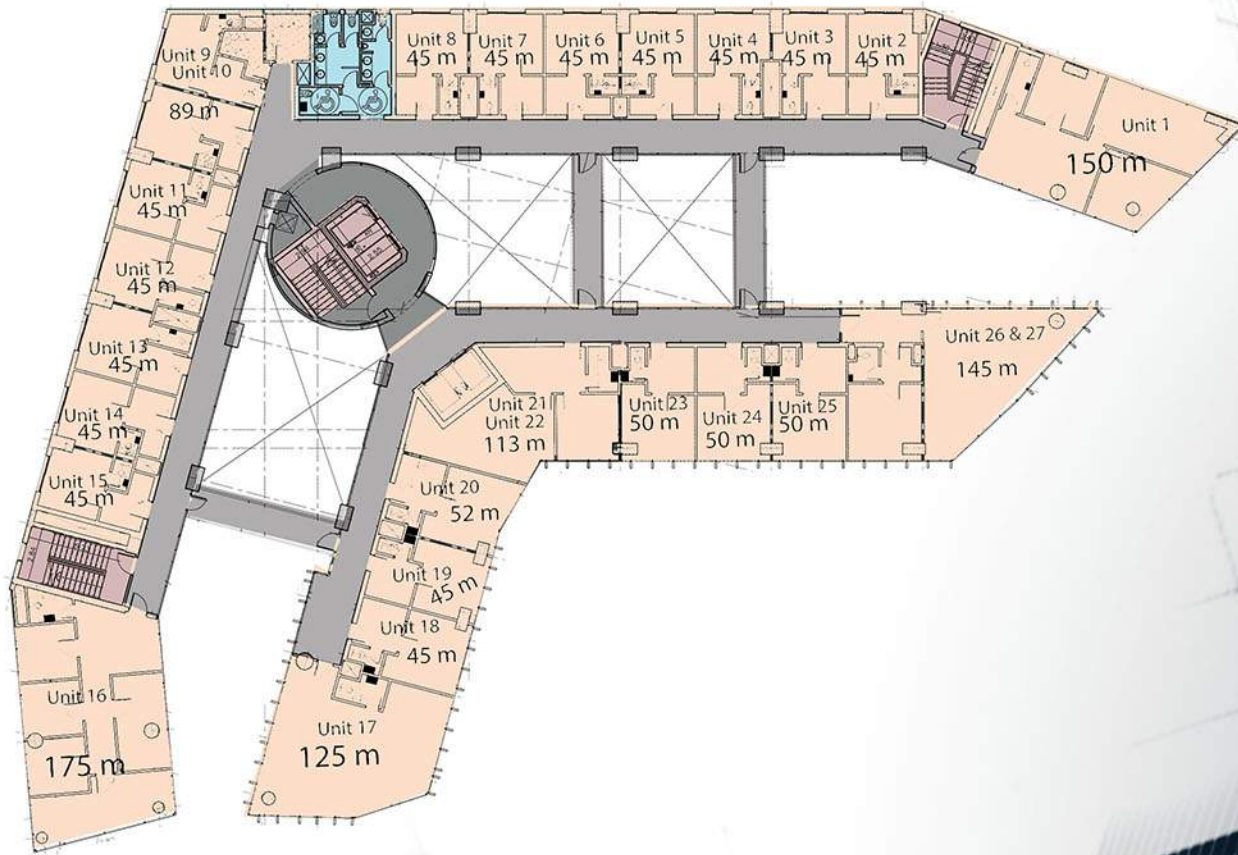 Unit 9
Unit 10
89 m
Unit 8
45 m
Unit 7
45 m
Unit 6
45 m
Unit 5
45 m
Unit 4
45 m
Unit 3
45 m
Unit 2
45 m
Unit 1
150 m
Unit 11
45 m
Unit 12
45 m
Unit 13
45 m
Unit 14
45 m
Unit 15
45 m
Unit 16
175 m
Unit 26 & 27
145 m
Unit 21
Unit 22
113 m
Unit 23
50 m
Unit 24
50 m
Unit 25
50 m
Unit 20
52 m
Unit 19
45 m
Unit 18
45 m
Unit 17
125 m